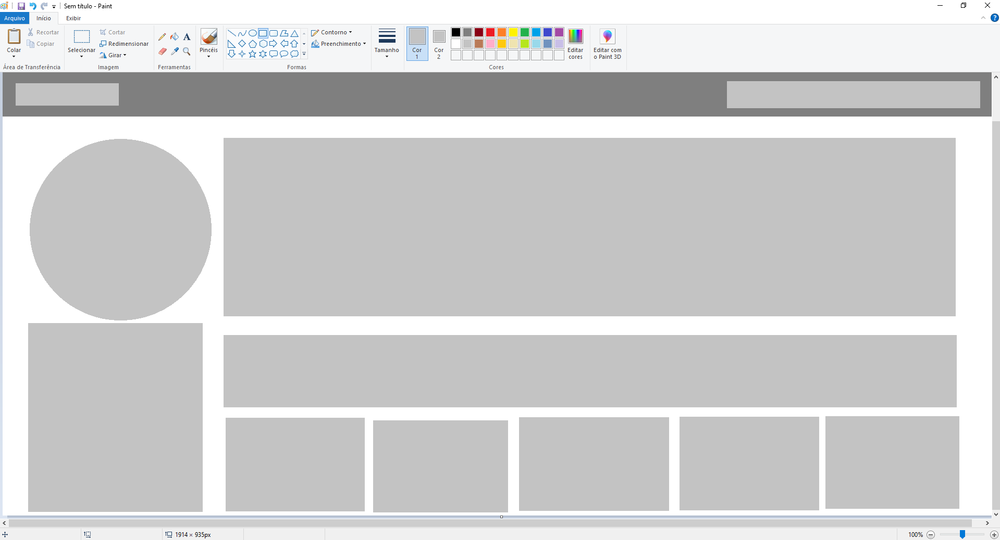 Sem título - Paint
Arquivo Início Exibir
Colar
Recortar
Copiar
Área de Transferência
Selecionar
Cortar
Redimensionar
Girar
Imagem
A
Ferramentas
Pincéis
Contorno
Preenchimento
Formas
Tamanho
Cor
1
Cor
2
Editar
cores
Cores
Editar com
o Paint 3D
?
1914 × 935px
100%